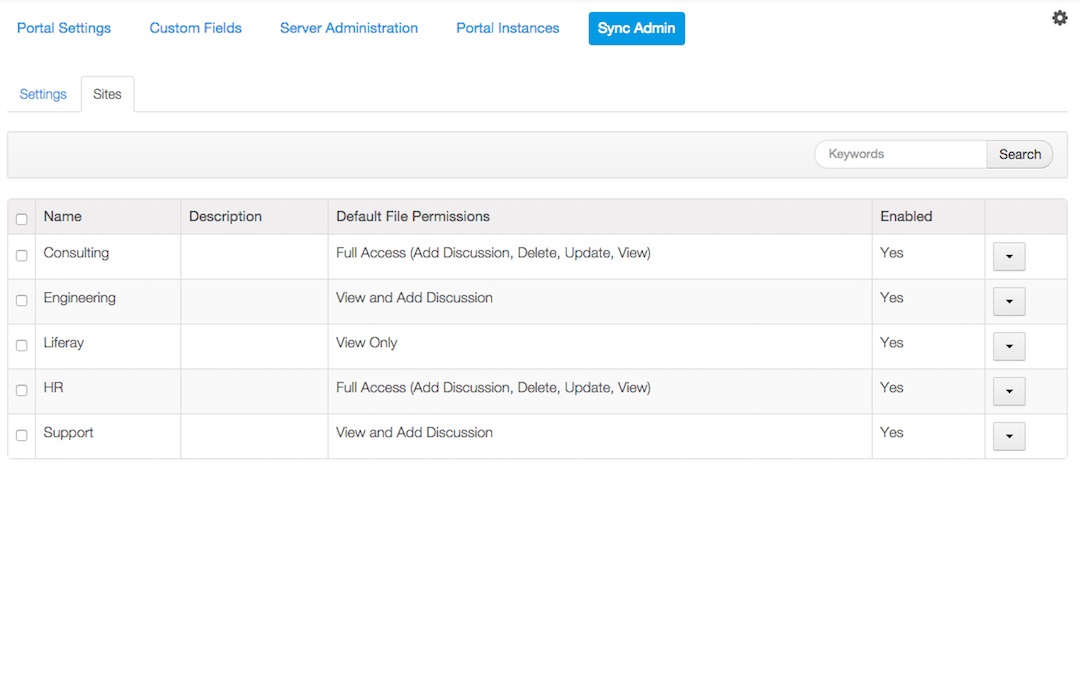 Portal Settings Custom Fields Server Administration Portal Instances Sync Admin
Settings Sites
Keywords Search
Name Description Default File Permissions Enabled
Consulting Full Access (Add Discussion, Delete, Update, View) Yes
Engineering View and Add Discussion Yes
Liferay View Only Yes
HR Full Access (Add Discussion, Delete, Update, View) Yes
Support View and Add Discussion Yes